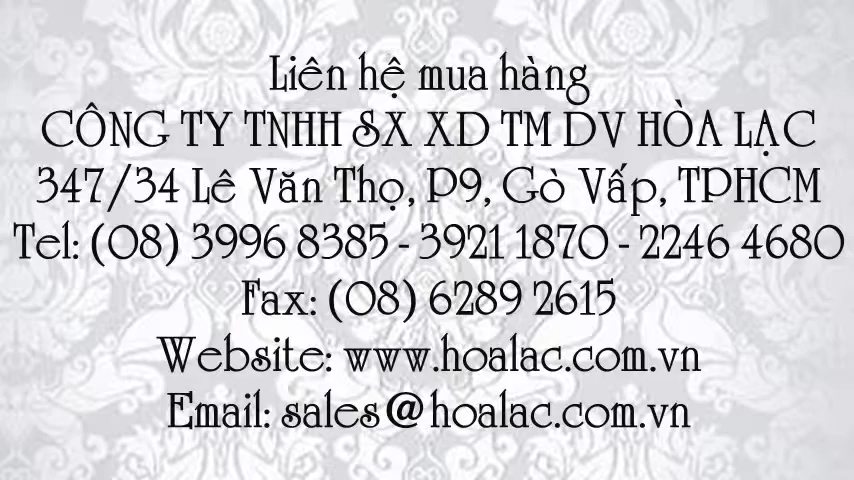 Liên hệ mua hàng
CÔNG TY TNHH SX XD TM DV HÒA LẠC
347/34 Lê Văn Thọ, P9, Gò Vấp, TPHCM
Tel: (08) 3996 8385 - 3921 1870 - 2246 4680
Fax: (08) 6289 2615
Website: www.hoalac.com.vn
Email: sales@hoalac.com.vn